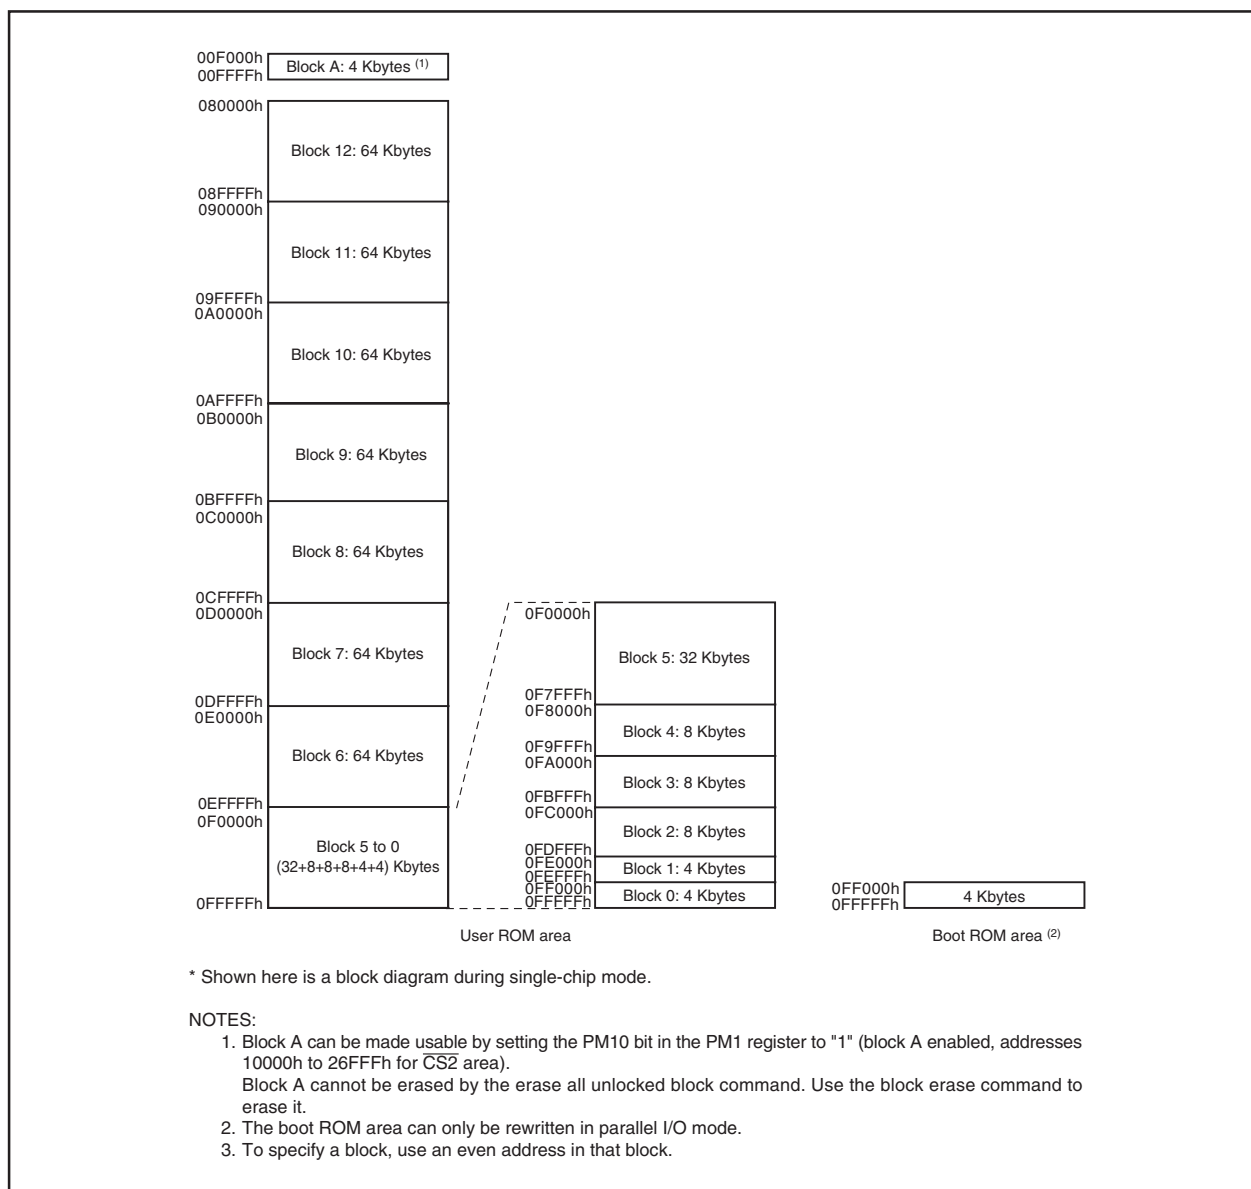 00F000h
Block A: 4 Kbytes (1)
00FFFFh
080000h
Block 12: 64 Kbytes
08FFFFh
090000h
Block 11: 64 Kbytes
09FFFFh
0A0000h
Block 10: 64 Kbytes
0AFFFFh
0B0000h
Block 9: 64 Kbytes
0BFFFFh
0C0000h
Block 8: 64 Kbytes
0CFFFFh
0D0000h
Block 7: 64 Kbytes
0DFFFFh
0E0000h
Block 6: 64 Kbytes
0EFFFFh
0F0000h
Block 5 to 0
(32+8+8+8+4+4) Kbytes
0FFFFFh
0F0000h
Block 5: 32 Kbytes
0F7FFFh
0F8000h
Block 4: 8 Kbytes
0F9FFFh
0FA000h
Block 3: 8 Kbytes
0FBFFFh
0FC000h
Block 2: 8 Kbytes
0FDFFFh
0FE000h
Block 1: 4 Kbytes
0FEFFFh
0FF000h
Block 0: 4 Kbytes
0FFFFFh
0FF000h
4 Kbytes
0FFFFFh
User ROM area
Boot ROM area (2)
* Shown here is a block diagram during single-chip mode.
NOTES:
1. Block A can be made usable by setting the PM10 bit in the PM1 register to "1" (block A enabled, addresses
10000h to 26FFFh for CS2 area).
Block A cannot be erased by the erase all unlocked block command. Use the block erase command to
erase it.
2. The boot ROM area can only be rewritten in parallel I/O mode.
3. To specify a block, use an even address in that block.